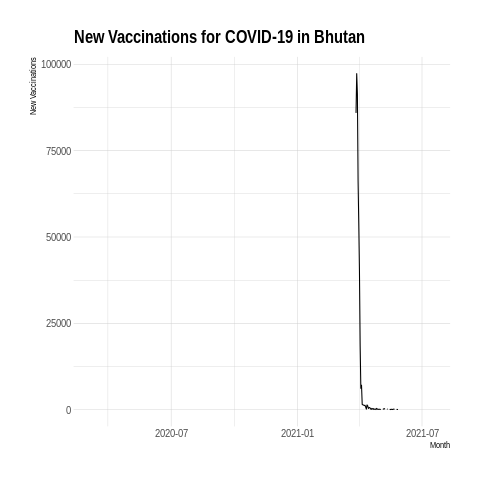 New Vaccinations for COVID-19 in Bhutan
New Vaccinations
100000
75000
50000
25000
0
2020-07
2021-01
2021-07
Month